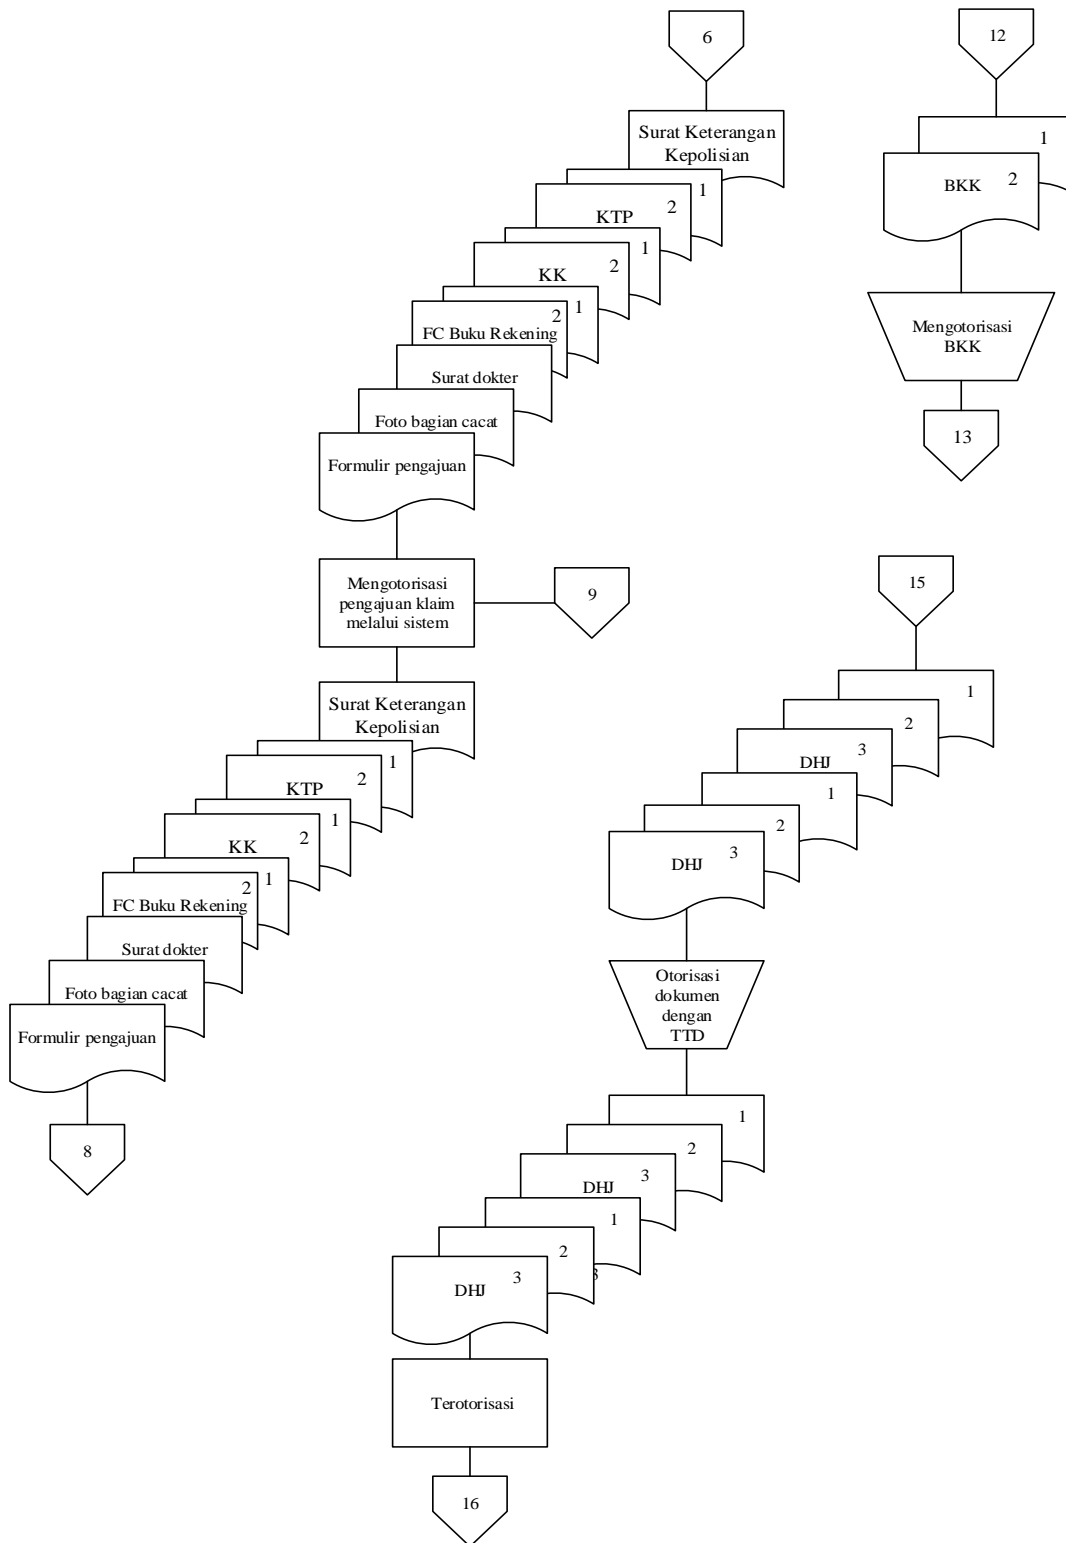 6
Surat Keterangan
Kepolisian
1
KTP 2
1
KK 2
1
2
FC Buku Rekening
Surat dokter
Foto bagian cacat
Formulir pengajuan
Mengotorisasi
pengajuan klaim
melalui sistem
9
Surat Keterangan
Kepolisian
1
KTP 2
1
KK 2
1
2
FC Buku Rekening
Surat dokter
Foto bagian cacat
Formulir pengajuan
8
12
1
BKK 2
Mengotorisasi
BKK
13
15
1
2
3
DHJ
1
2
DHJ 3
Otorisasi
dokumen
dengan
TTD
1
2
3
DHJ
1
2
3
3
DHJ
Terotorisasi
16